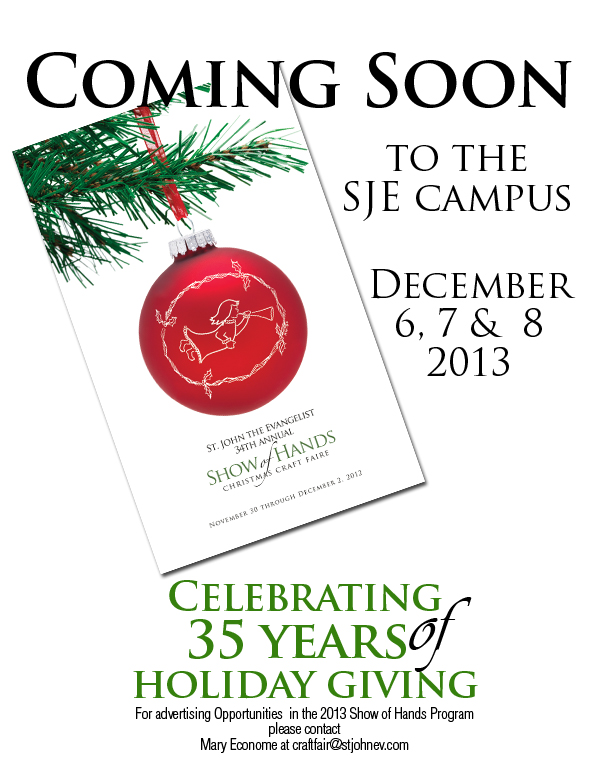 COMING SOON
TO THE
SJE CAMPUS
DECEMBER
6, 7 & 8
2013
ST. JOHN THE EVANGELIST
34TH ANNUAL
SHOW of HANDS
CHRISTMAS CRAFT FAIRE
NOVEMBER 30 THROUGH DECEMBER 2, 2012
CELEBRATING
35 YEARS of
HOLIDAY GIVING
For advertising Opportunities in the 2013 Show of Hands Program
please contact
Mary Econome at craftfair@stjohnev.com